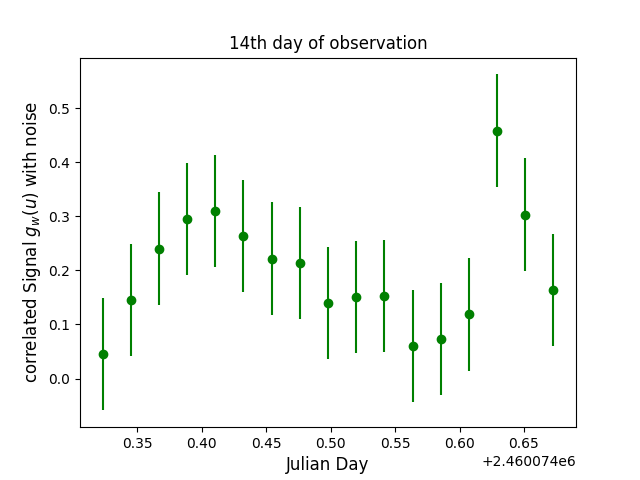 14th day of observation
correlated Signal g_w(u) with noise
0.5
0.4
0.3
0.2
0.1
0.0
0.35 0.40 0.45 0.50 0.55 0.60 0.65
Julian Day
+2.460074e6